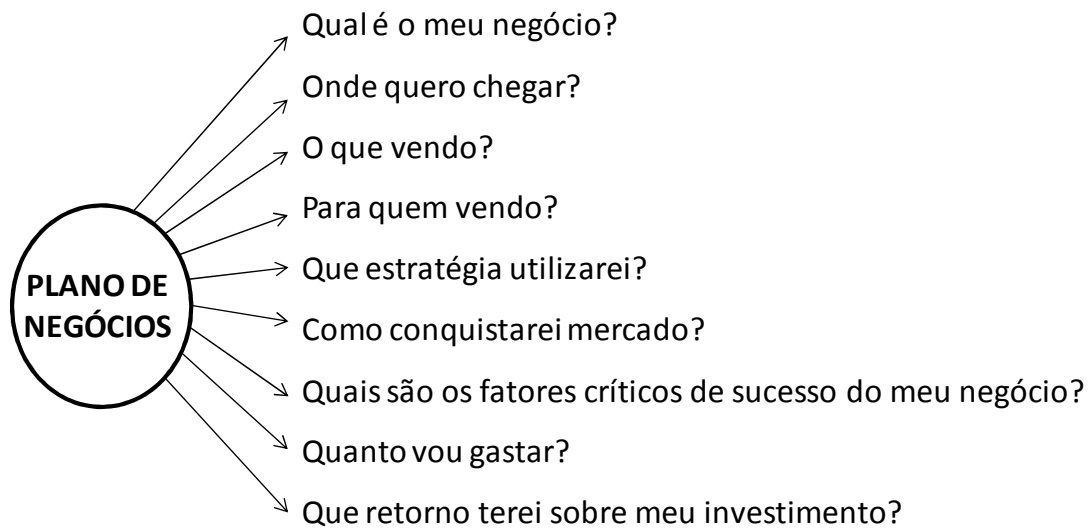 Qual é o meu negócio?
Onde quero chegar?
O que vendo?
Para quem vendo?
Que estratégia utilizarei?
PLANO DE
NEGÓCIOS
Como conquistarei mercado?
Quais são os fatores críticos de sucesso do meu negócio?
Quanto vou gastar?
Que retorno terei sobre meu investimento?